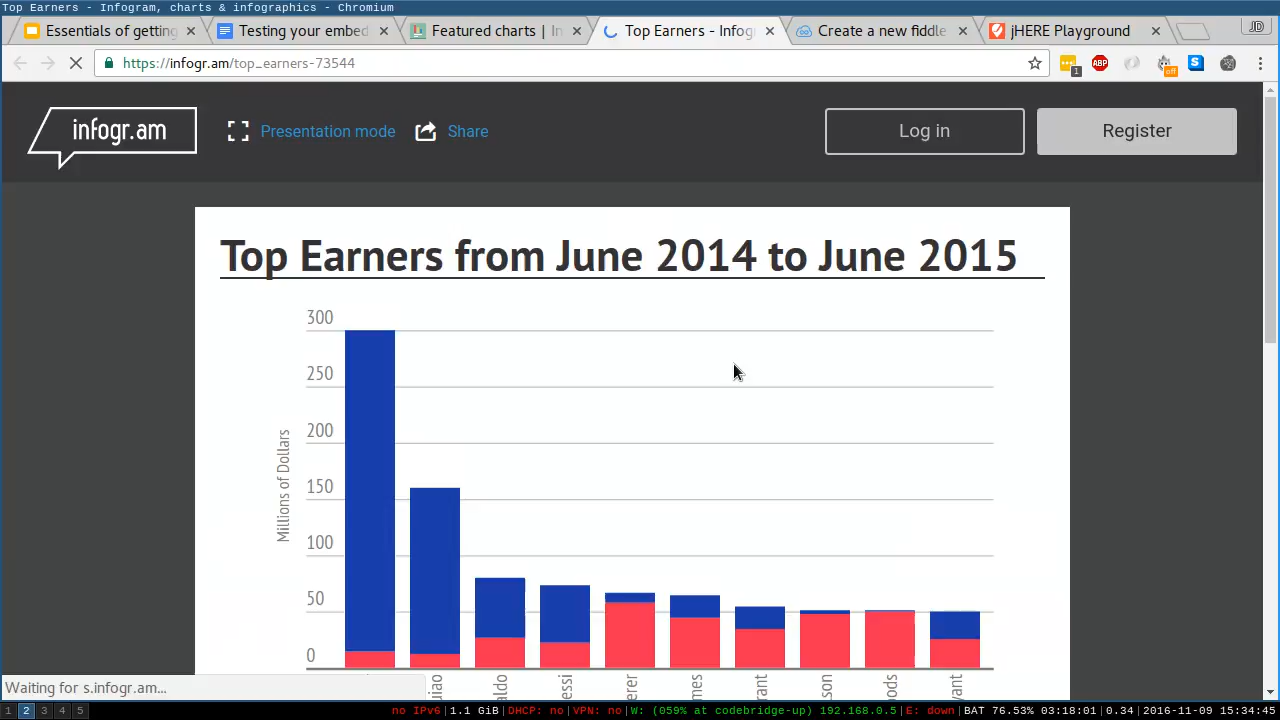 Top Earners - Infogram, charts & infographics - Chromium
Essentials of getting
Testing your embed
Featured charts | In
Top Earners - Infog
Create a new fiddle
jHERE Playground
JD
https://infogr.am/top_earners-73544
1
ABP
off
S
infogr.am
Presentation mode
Share
Log in
Register
Top Earners from June 2014 to June 2015
300
250
200
150
100
50
0
Millions of Dollars
uiao
aldo
essi
erer
mes
rant
son
ods
yant
Waiting for s.infogr.am...
1 2 3 4 5
no IPv6|1.1 GiB|DHCP: no|VPN: no|W: (059% at codebridge-up) 192.168.0.5|E: down|BAT 76.53% 03:18:01|0.34|2016-11-09 15:34:45